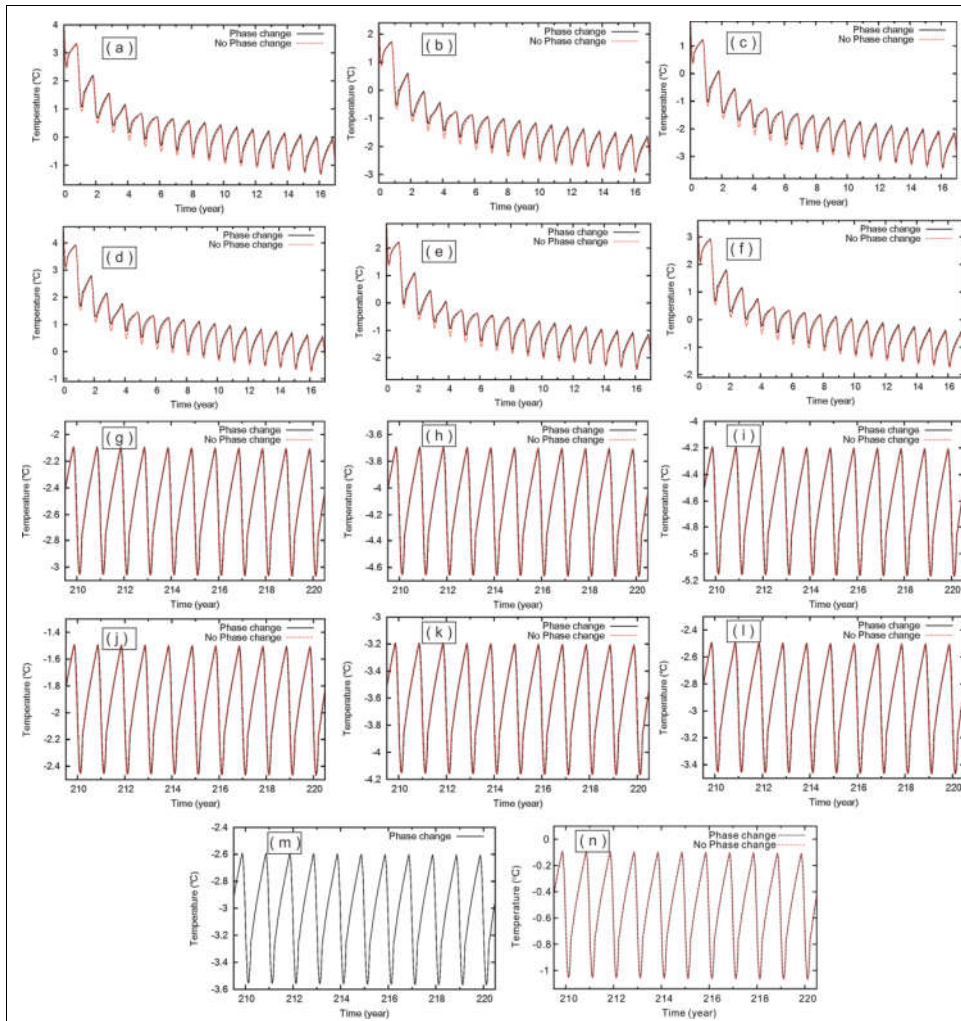 ( a )
Phase change
No Phase change
Temperature (°C)
3
2
1
0
-1
0 2 4 6 8 10 12 14 16
Time (year)
( b )
Phase change
No Phase change
Temperature (°C)
2
1
0
-1
-2
-3
0 2 4 6 8 10 12 14 16
Time (year)
( c )
Phase change
No Phase change
Temperature (°C)
1
0
-1
-2
-3
0 2 4 6 8 10 12 14 16
Time (year)
( d )
Phase change
No Phase change
Temperature (°C)
4
3
2
1
0
-1
0 2 4 6 8 10 12 14 16
Time (year)
( e )
Phase change
No Phase change
Temperature (°C)
2
1
0
-1
-2
0 2 4 6 8 10 12 14 16
Time (year)
( f )
Phase change
No Phase change
Temperature (°C)
3
2
1
0
-1
-2
0 2 4 6 8 10 12 14 16
Time (year)
( g )
Phase change
No Phase change
Temperature (°C)
-2
-2.2
-2.4
-2.6
-2.8
-3
210 212 214 216 218 220
Time (year)
( h )
Phase change
No Phase change
Temperature (°C)
-3.6
-3.8
-4
-4.2
-4.4
-4.6
210 212 214 216 218 220
Time (year)
( i )
Phase change
No Phase change
Temperature (°C)
-4
-4.2
-4.4
-4.6
-4.8
-5
-5.2
210 212 214 216 218 220
Time (year)
( j )
Phase change
No Phase change
Temperature (°C)
-1.4
-1.6
-1.8
-2
-2.2
-2.4
210 212 214 216 218 220
Time (year)
( k )
Phase change
No Phase change
Temperature (°C)
-3
-3.2
-3.4
-3.6
-3.8
-4
-4.2
210 212 214 216 218 220
Time (year)
( l )
Phase change
No Phase change
Temperature (°C)
-2.4
-2.6
-2.8
-3
-3.2
-3.4
210 212 214 216 218 220
Time (year)
( m )
Phase change
Temperature (°C)
-2.4
-2.6
-2.8
-3
-3.2
-3.4
-3.6
210 212 214 216 218 220
Time (year)
( n )
Phase change
No Phase change
Temperature (°C)
0
-0.2
-0.4
-0.6
-0.8
-1
210 212 214 216 218 220
Time (year)